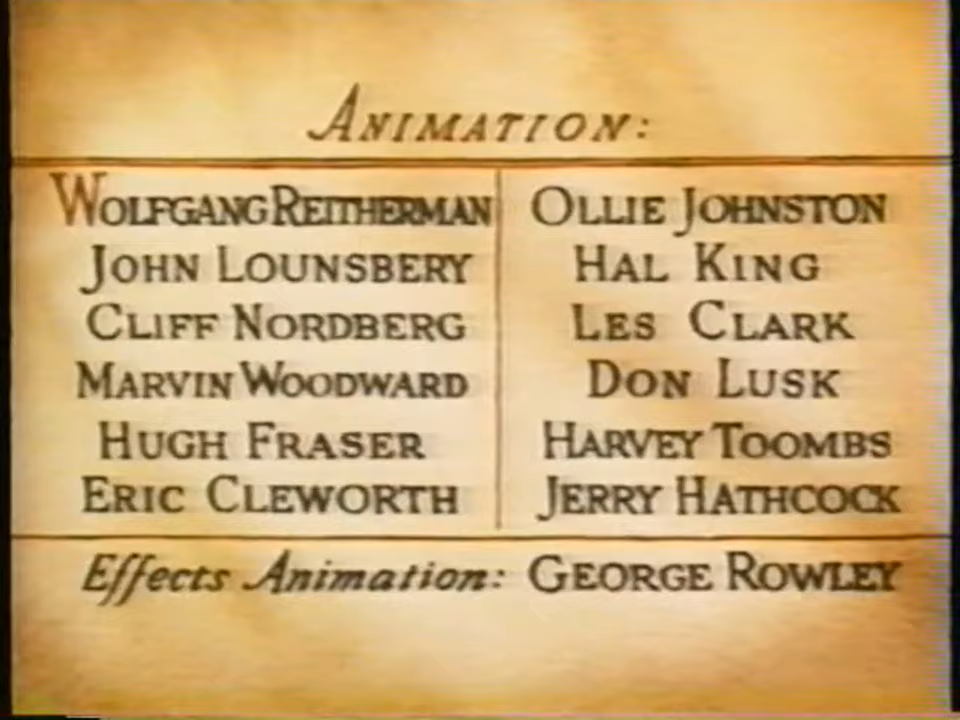 ANIMATION:
WOLFGANG REITHERMAN
JOHN LOUNSBERY
CLIFF NORDBERG
MARVIN WOODWARD
HUGH FRASER
ERIC CLEWORTH
OLLIE JOHNSTON
HAL KING
LES CLARK
DON LUSK
HARVEY TOOMBS
JERRY HATHCOCK
Effects Animation: GEORGE ROWLEY